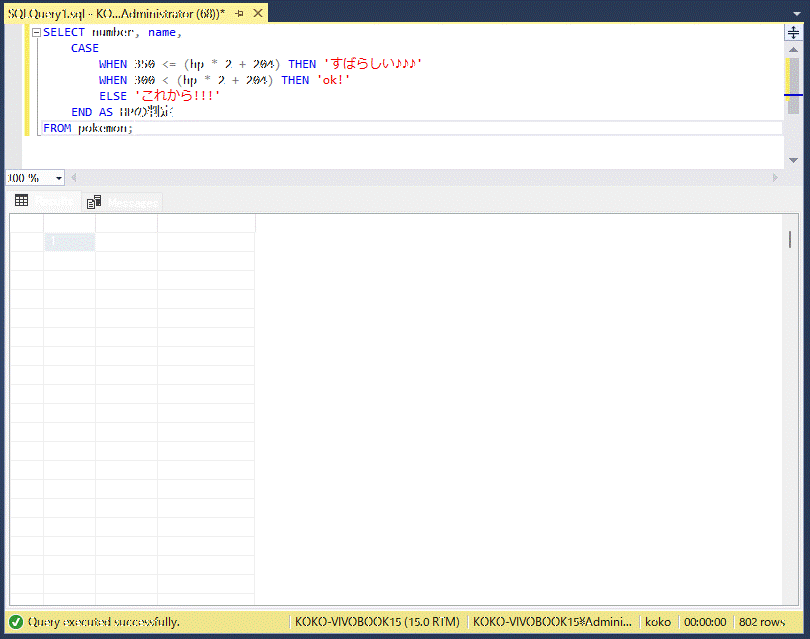 SQLQuery1.sql - KO...Administrator (68))*
SELECT number, name,
CASE
WHEN 350 <= (hp * 2 + 204) THEN 'すばらしい♪♪♪'
WHEN 300 < (hp * 2 + 204) THEN 'ok!'
ELSE 'これから!!!'
END AS HPの判定
FROM pokemon;
100 %
Results Messages
1
Query executed successfully. KOKO-VIVOBOOK15 (15.0 RTM) KOKO-VIVOBOOK15¥Admini... koko 00:00:00 802 rows